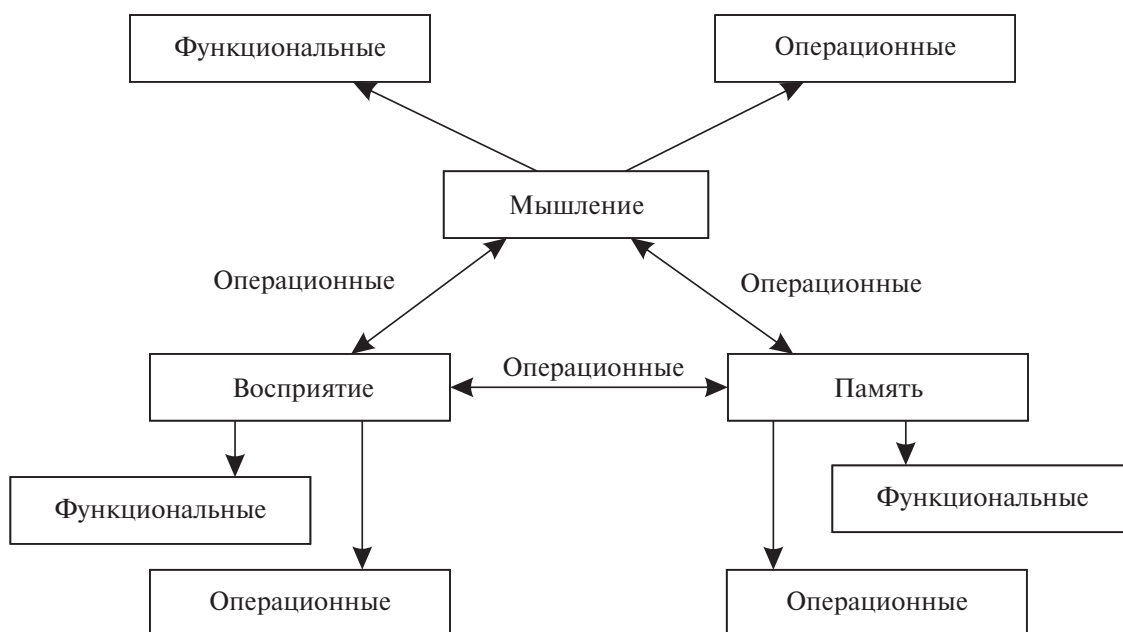 Функциональные
Операционные
Мышление
Операционные
Операционные
Операционные
Восприятие
Память
Функциональные
Функциональные
Операционные
Операционные